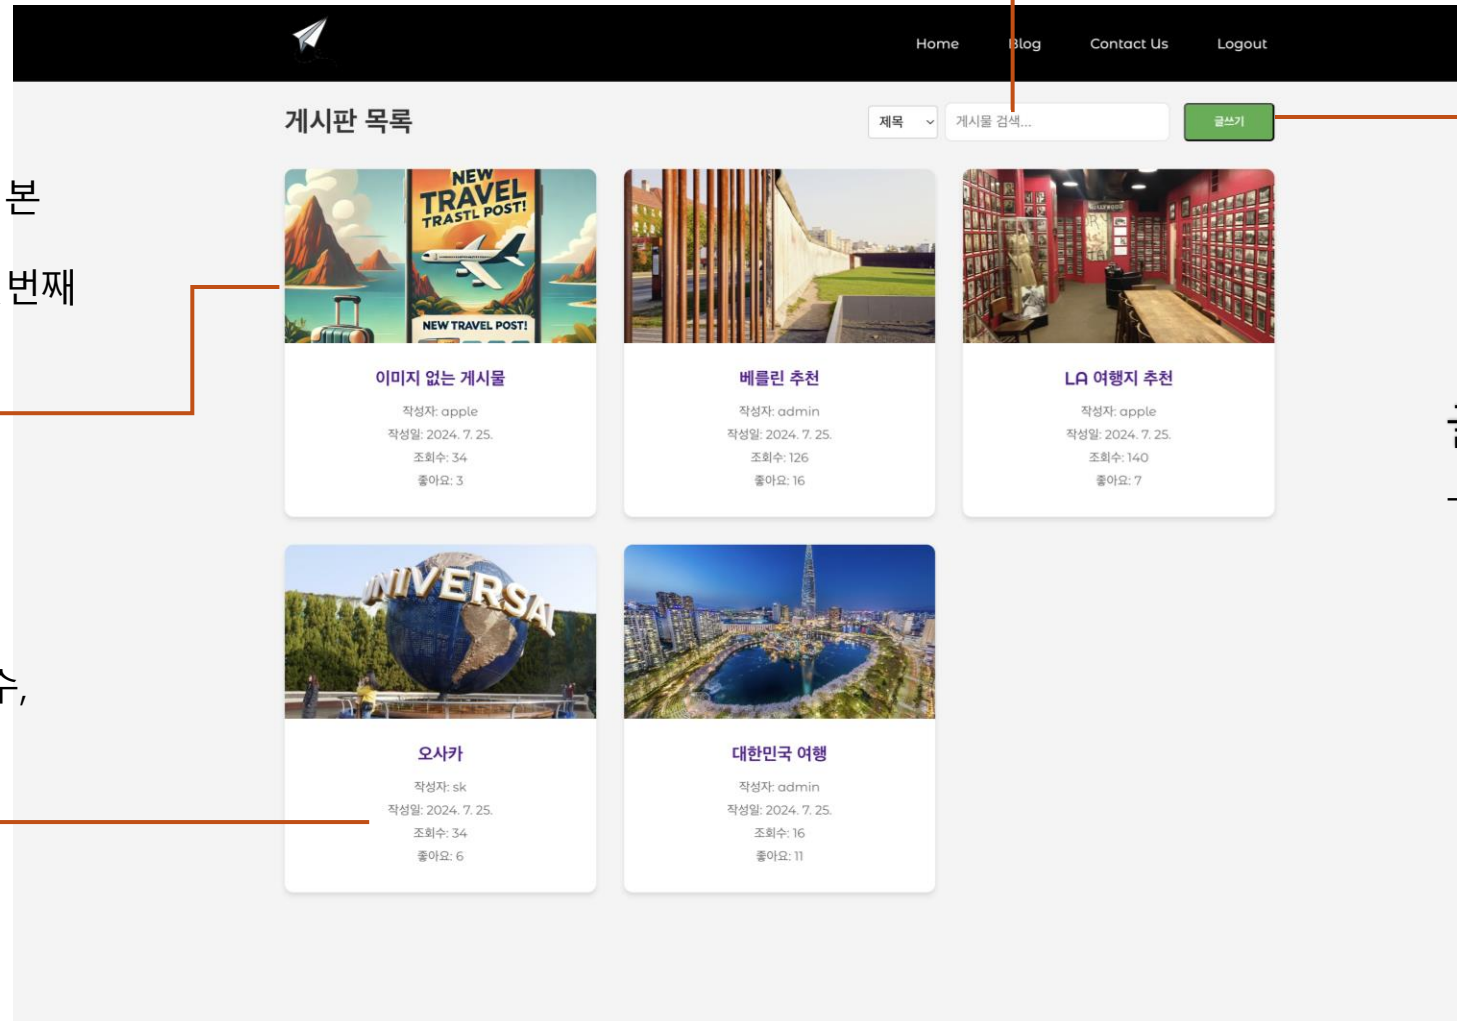 Home Blog Contact Us Logout
게시판 목록
제목
게시물 검색...
글쓰기
본
번째
수,
NEW
TRAVEL
TRASTL POST!
NEW TRAVEL POST!
이미지 없는 게시물
작성자: apple
작성일: 2024. 7. 25.
조회수: 34
좋아요: 3
베를린 추천
작성자: admin
작성일: 2024. 7. 25.
조회수: 126
좋아요: 16
HOLLYWOOD
LA 여행지 추천
작성자: apple
작성일: 2024. 7. 25.
조회수: 140
좋아요: 7
UNIVERSAL
오사카
작성자: sk
작성일: 2024. 7. 25.
조회수: 34
좋아요: 6
대한민국 여행
작성자: admin
작성일: 2024. 7. 25.
조회수: 16
좋아요: 11